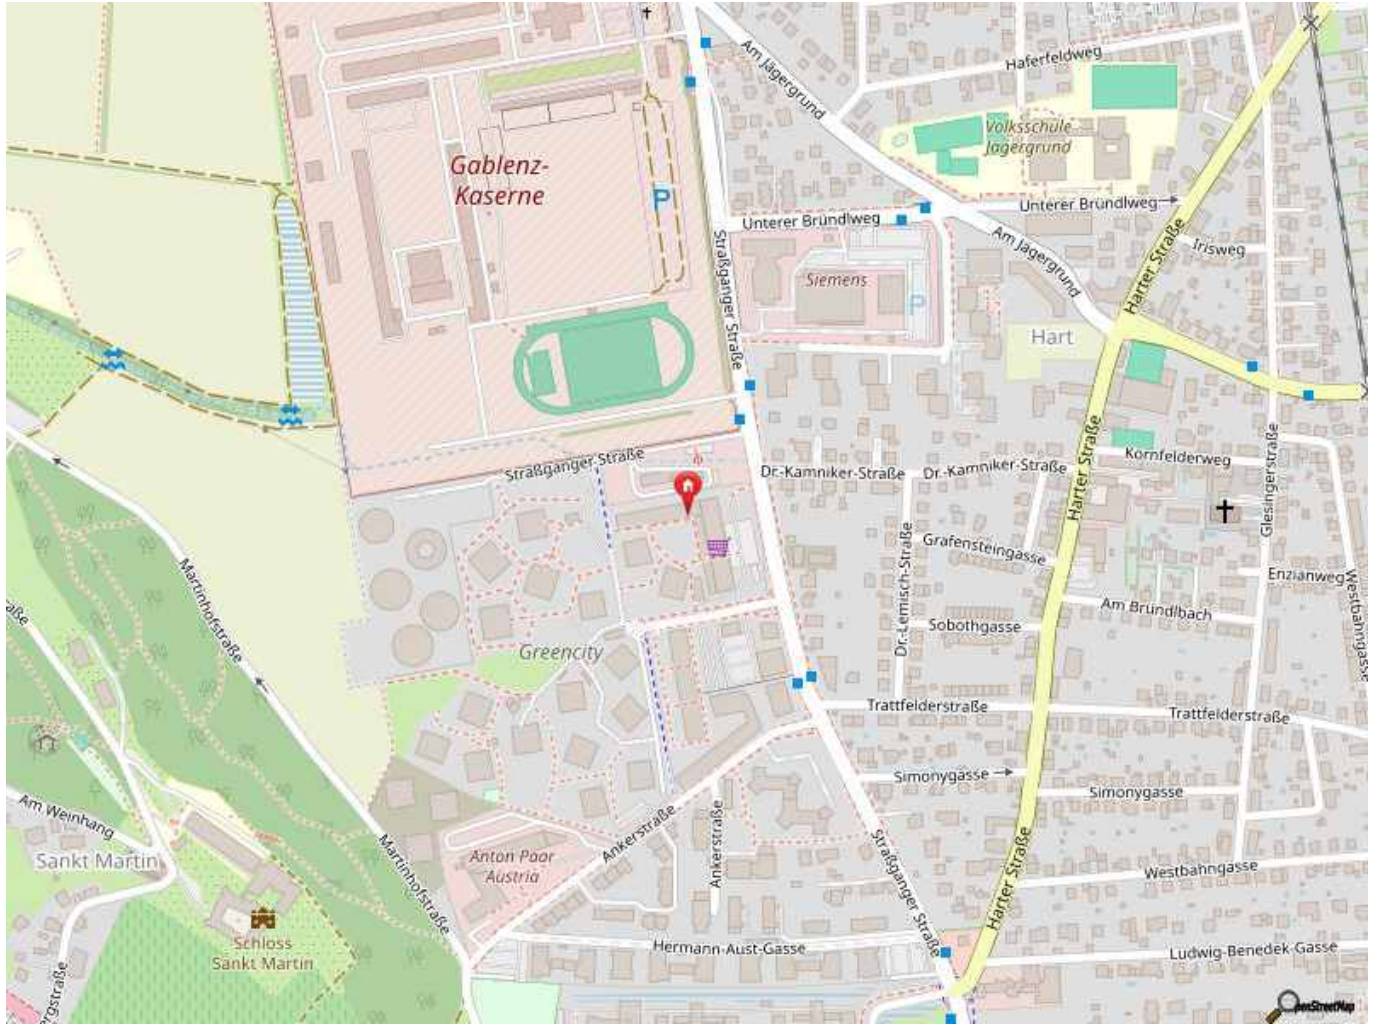 Am Jägergrund
Haferfeldweg
Volksschule
Jägergrund
Gablenz-
Kaserne
P
Unterer Bründlweg
Unterer Bründlweg
Straßganger Straße
Siemens
P
Am Jägergrund
Irisweg
Harter Straße
Hart
Straßganger Straße
Dr.-Kamniker-Straße
Dr.-Kamniker-Straße
Kornfelderweg
Harter Straße
Glesingerstraße
Grafensteingasse
Dr.-Lemisch-Straße
Enzianweg
Westbahngasse
Am Bründlbach
Sobothgasse
Martinhofstraße
Greencity
aße
Trattfelderstraße
Trattfelderstraße
Simonygasse
Simonygasse
Am Weinhang
Sankt Martin
Ankerstraße
Ankerstraße
Anton Paar
Austria
Martinhofstraße
Straßganger Straße
Harter Straße
Westbahngasse
Schloss
Sankt Martin
Hermann-Aust-Gasse
Ludwig-Benedek-Gasse
ergstraße
penStreetMap